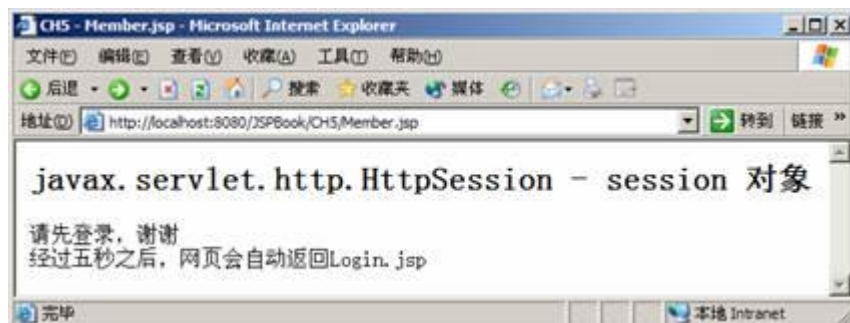 CH5 - Member.jsp - Microsoft Internet Explorer
文件(F) 编辑(E) 查看(V) 收藏(A) 工具(T) 帮助(H)
后退 搜索 收藏夹 媒体
地址(D) http://localhost:8080/JSPBook/CH5/Member.jsp 转到 链接 »
javax.servlet.http.HttpSession - session 对象
请先登录，谢谢
经过五秒之后，网页会自动返回Login.jsp
完毕 本地 Intranet